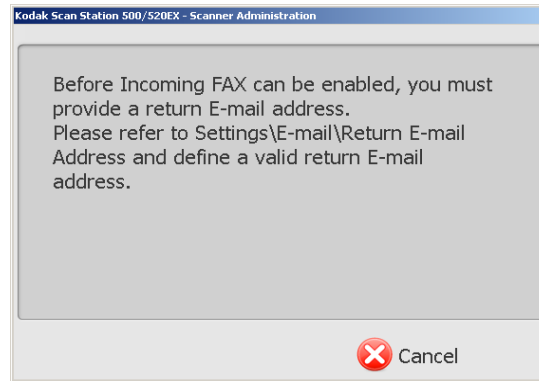 Kodak Scan Station 500/520EX - Scanner Administration
Before Incoming FAX can be enabled, you must
provide a return E-mail address.
Please refer to Settings\E-mail\Return E-mail
Address and define a valid return E-mail
address.
Cancel